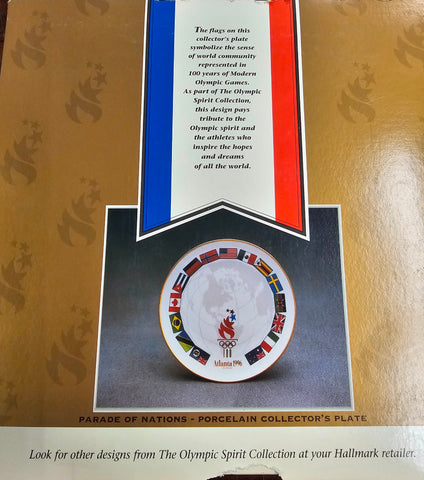 The flags on this
collector's plate
symbolize the sense
of world community
represented in
100 years of Modern
Olympic Games.
As part of The Olympic
Spirit Collection,
this design pays
tribute to the
Olympic spirit and
the athletes who
inspire the hopes
and dreams
of all the world.
Atlanta 1996
PARADE OF NATIONS - PORCELAIN COLLECTOR'S PLATE
Look for other designs from The Olympic Spirit Collection at your Hallmark retailer.